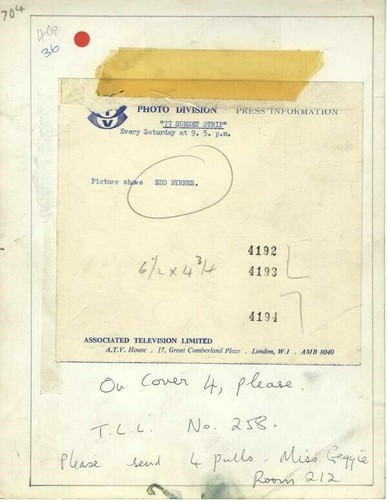 704
36
PHOTO DIVISION · PRESS INFORMATION
"77 SUNSET STRIP"
Every Saturday at 9. 5. p.m.
Picture shows EDD BYRNES.
4192
6½ x 4¾
4193
4194
ASSOCIATED TELEVISION LIMITED
A.T.V. House . 17, Great Cumberland Place . London, W.1 . AMB 8040
On Cover 4, please.
T.L.L. No. 258.
Please send 4 pulls - Miss Geggie
Room 212